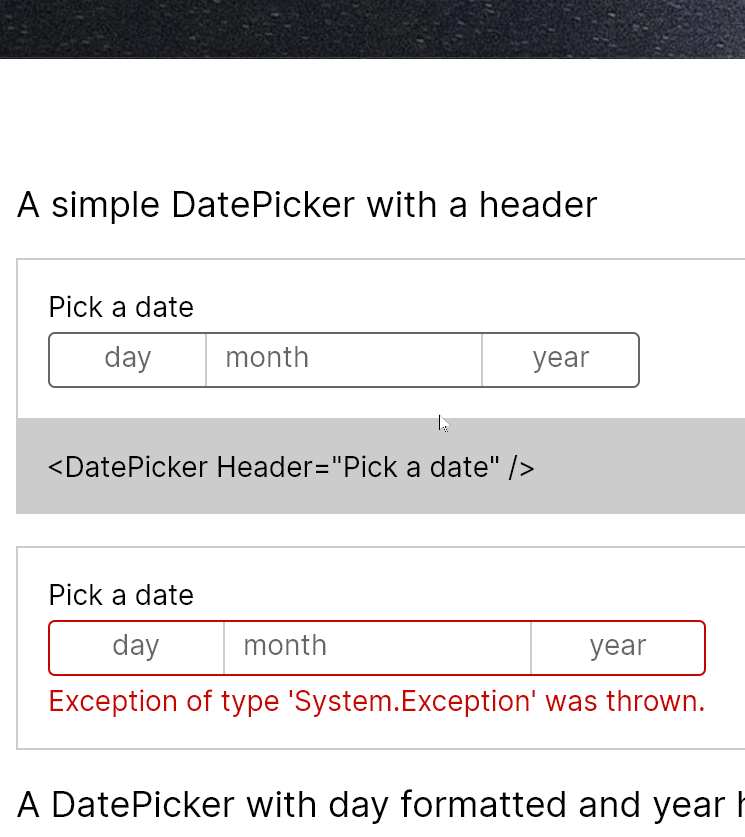 A simple DatePicker with a header
Pick a date
day month year
<DatePicker Header="Pick a date" />
Pick a date
day month year
Exception of type 'System.Exception' was thrown.
A DatePicker with day formatted and year